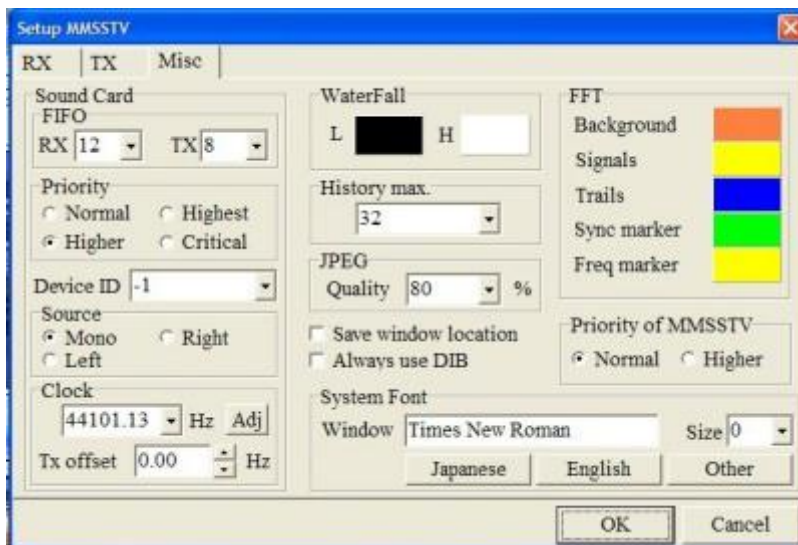 Setup MMSSTV
RX TX Misc
Sound Card
FIFO
RX 12 TX 8
Priority
Normal Highest
Higher Critical
Device ID -1
Source
Mono Right
Left
Clock
44101.13 Hz Adj
Tx offset 0.00 Hz
WaterFall
L H
History max.
32
JPEG
Quality 80 %
Save window location
Always use DIB
FFT
Background
Signals
Trails
Sync marker
Freq marker
Priority of MMSSTV
Normal Higher
System Font
Window Times New Roman Size 0
Japanese English Other
OK Cancel